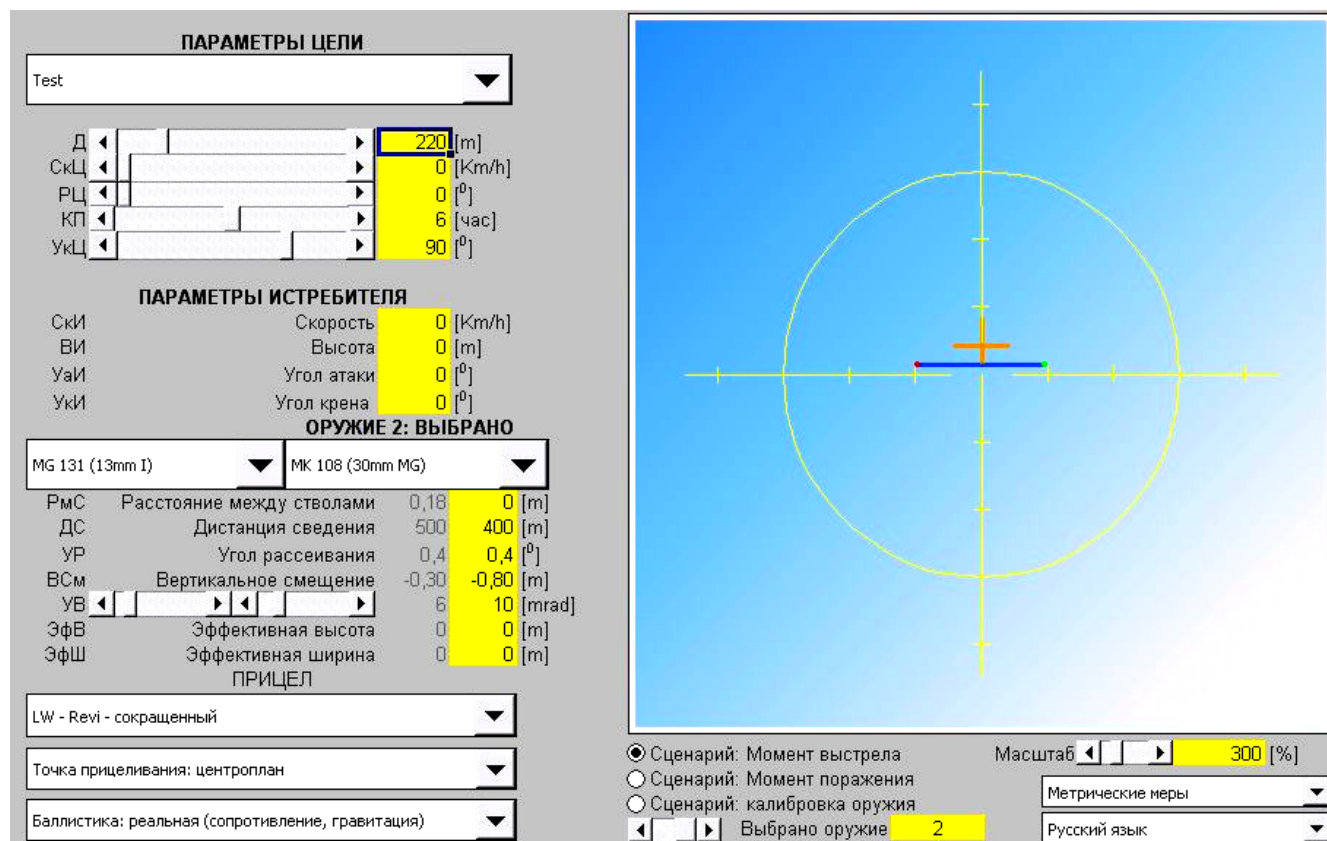 ПАРАМЕТРЫ ЦЕЛИ
Test
Д 220 [m]
СкЦ 0 [Km/h]
РЦ 0 [⁰]
КП 6 [час]
УкЦ 90 [⁰]
ПАРАМЕТРЫ ИСТРЕБИТЕЛЯ
СкИ Скорость 0 [Km/h]
ВИ Высота 0 [m]
УаИ Угол атаки 0 [⁰]
УкИ Угол крена 0 [⁰]
ОРУЖИЕ 2: ВЫБРАНО
MG 131 (13mm I) MK 108 (30mm MG)
РмС Расстояние между стволами 0,18 0 [m]
ДС Дистанция сведения 500 400 [m]
УР Угол рассеивания 0,4 0,4 [⁰]
ВСм Вертикальное смещение -0,30 -0,80 [m]
УВ 6 10 [mrad]
ЭфВ Эффективная высота 0 0 [m]
ЭфШ Эффективная ширина 0 0 [m]
ПРИЦЕЛ
LW - Revi - сокращенный
Точка прицеливания: центроплан
Баллистика: реальная (сопротивление, гравитация)
Сценарий: Момент выстрела
Сценарий: Момент поражения
Сценарий: калибровка оружия
Выбрано оружие 2
Масштаб 300 [%]
Метрические меры
Русский язык